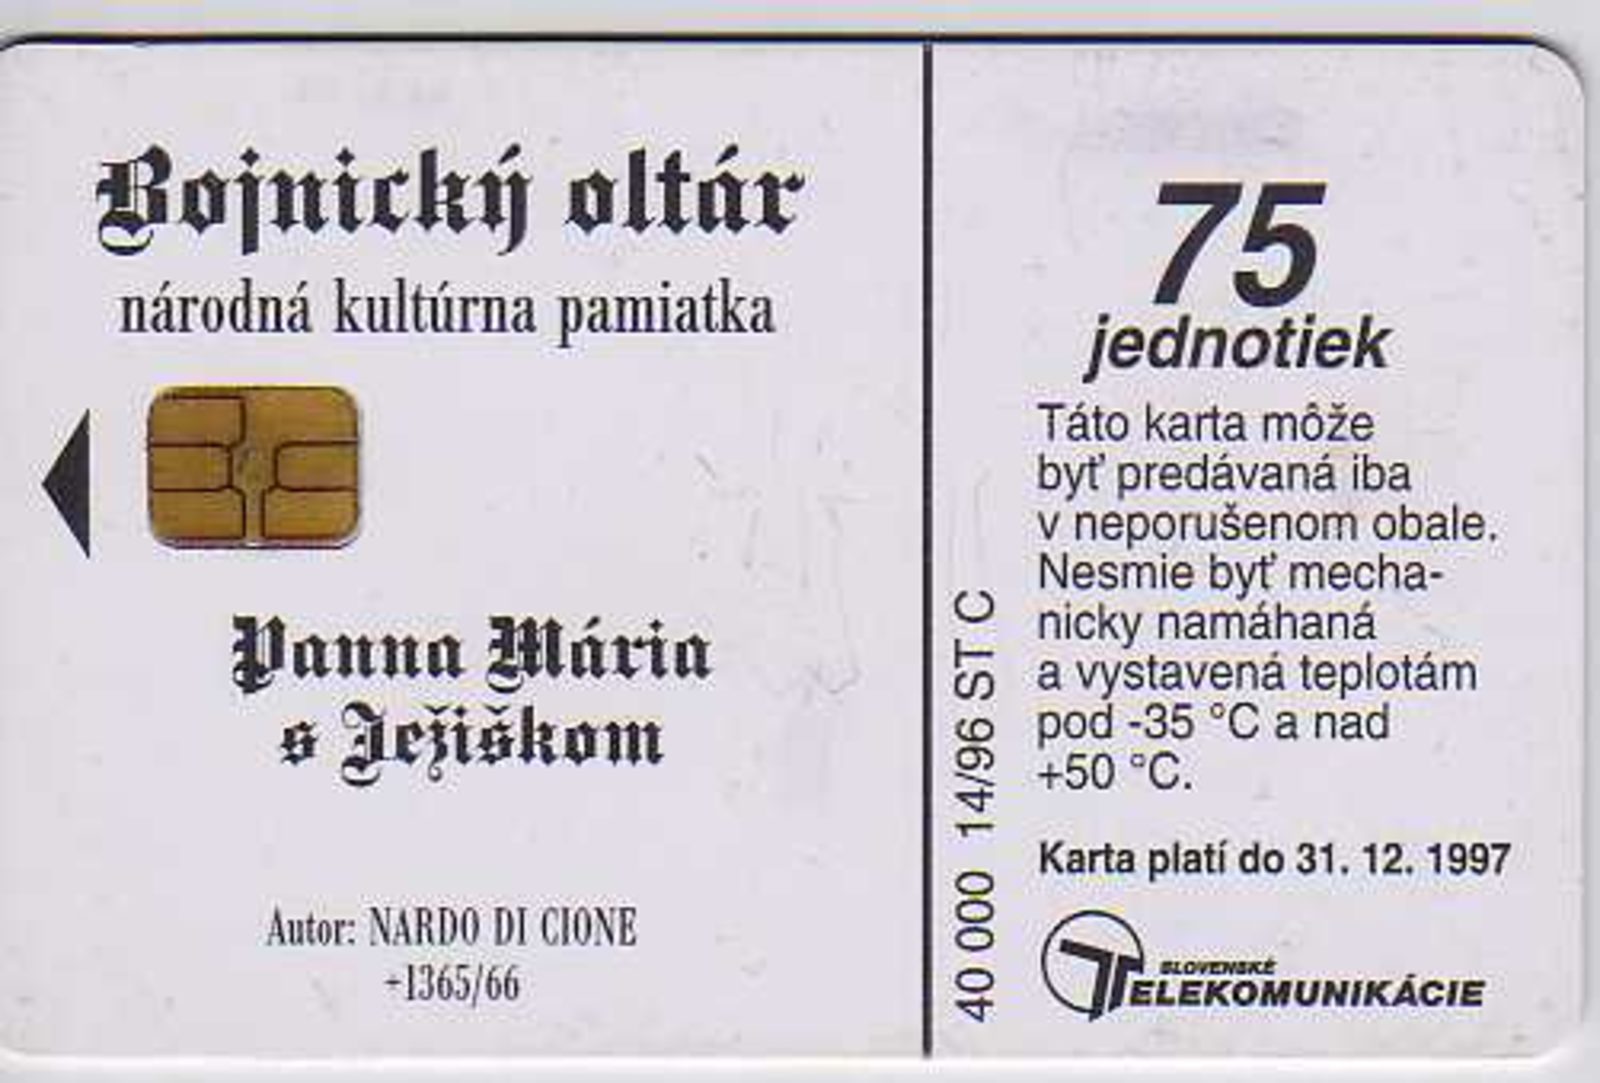 Bojnický oltár
národná kultúrna pamiatka
Panna Mária
s Ježiškom
Autor: NARDO DI CIONE
+1365/66
40 000 14/96 ST C
75
jednotiek
Táto karta môže
byť predávaná iba
v neporušenom obale.
Nesmie byť mecha-
nicky namáhaná
a vystavená teplotám
pod -35 °C a nad
+50 °C.
Karta platí do 31. 12. 1997
SLOVENSKÉ
TELEKOMUNIKÁCIE